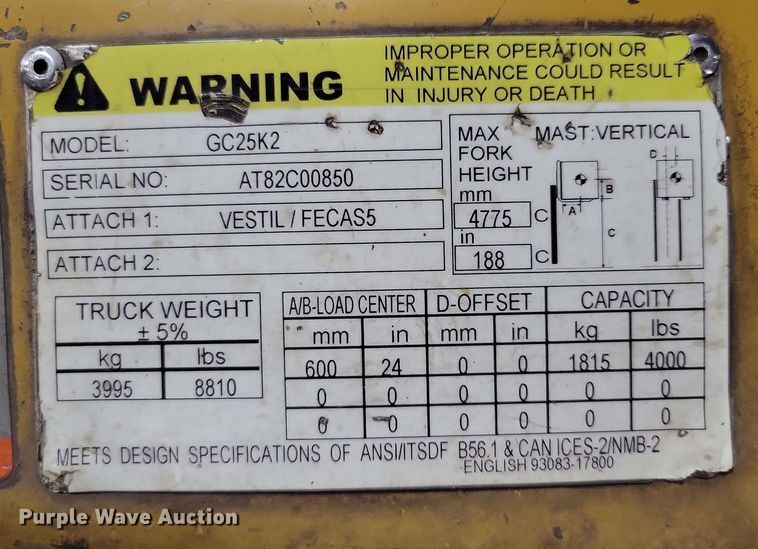 WARNING
IMPROPER OPERATION OR
MAINTENANCE COULD RESULT
IN INJURY OR DEATH
MODEL: GC25K2
SERIAL NO: AT82C00850
ATTACH 1: VESTIL / FECAS5
ATTACH 2:
MAX FORK HEIGHT
mm
4775 C
in
188 C
MAST: VERTICAL
D
B
A
C
TRUCK WEIGHT
± 5%
kg lbs
3995 8810
A/B-LOAD CENTER D-OFFSET CAPACITY
mm in mm in kg lbs
600 24 0 0 1815 4000
0 0 0 0 0 0
0 0 0 0 0 0
MEETS DESIGN SPECIFICATIONS OF ANSI/ITSDF B56.1 & CAN ICES-2/NMB-2
ENGLISH 93083-17800
Purple Wave Auction